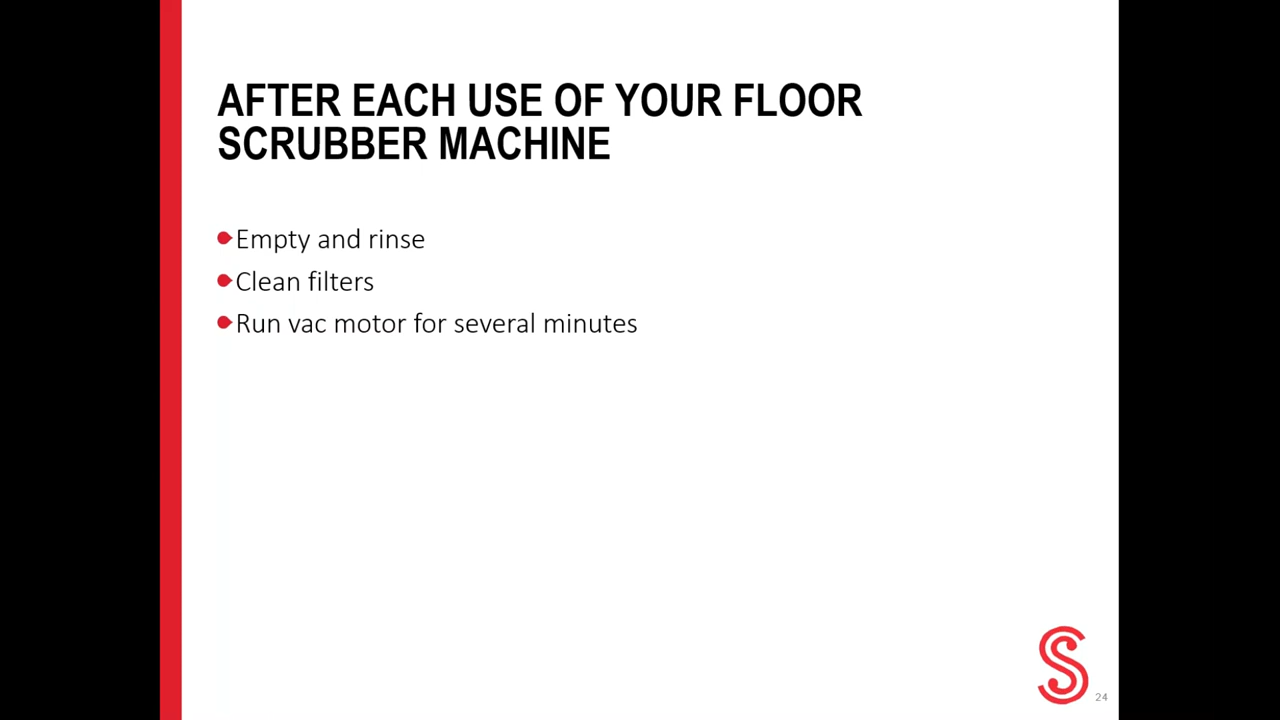 AFTER EACH USE OF YOUR FLOOR
SCRUBBER MACHINE
Empty and rinse
Clean filters
Run vac motor for several minutes
S
24